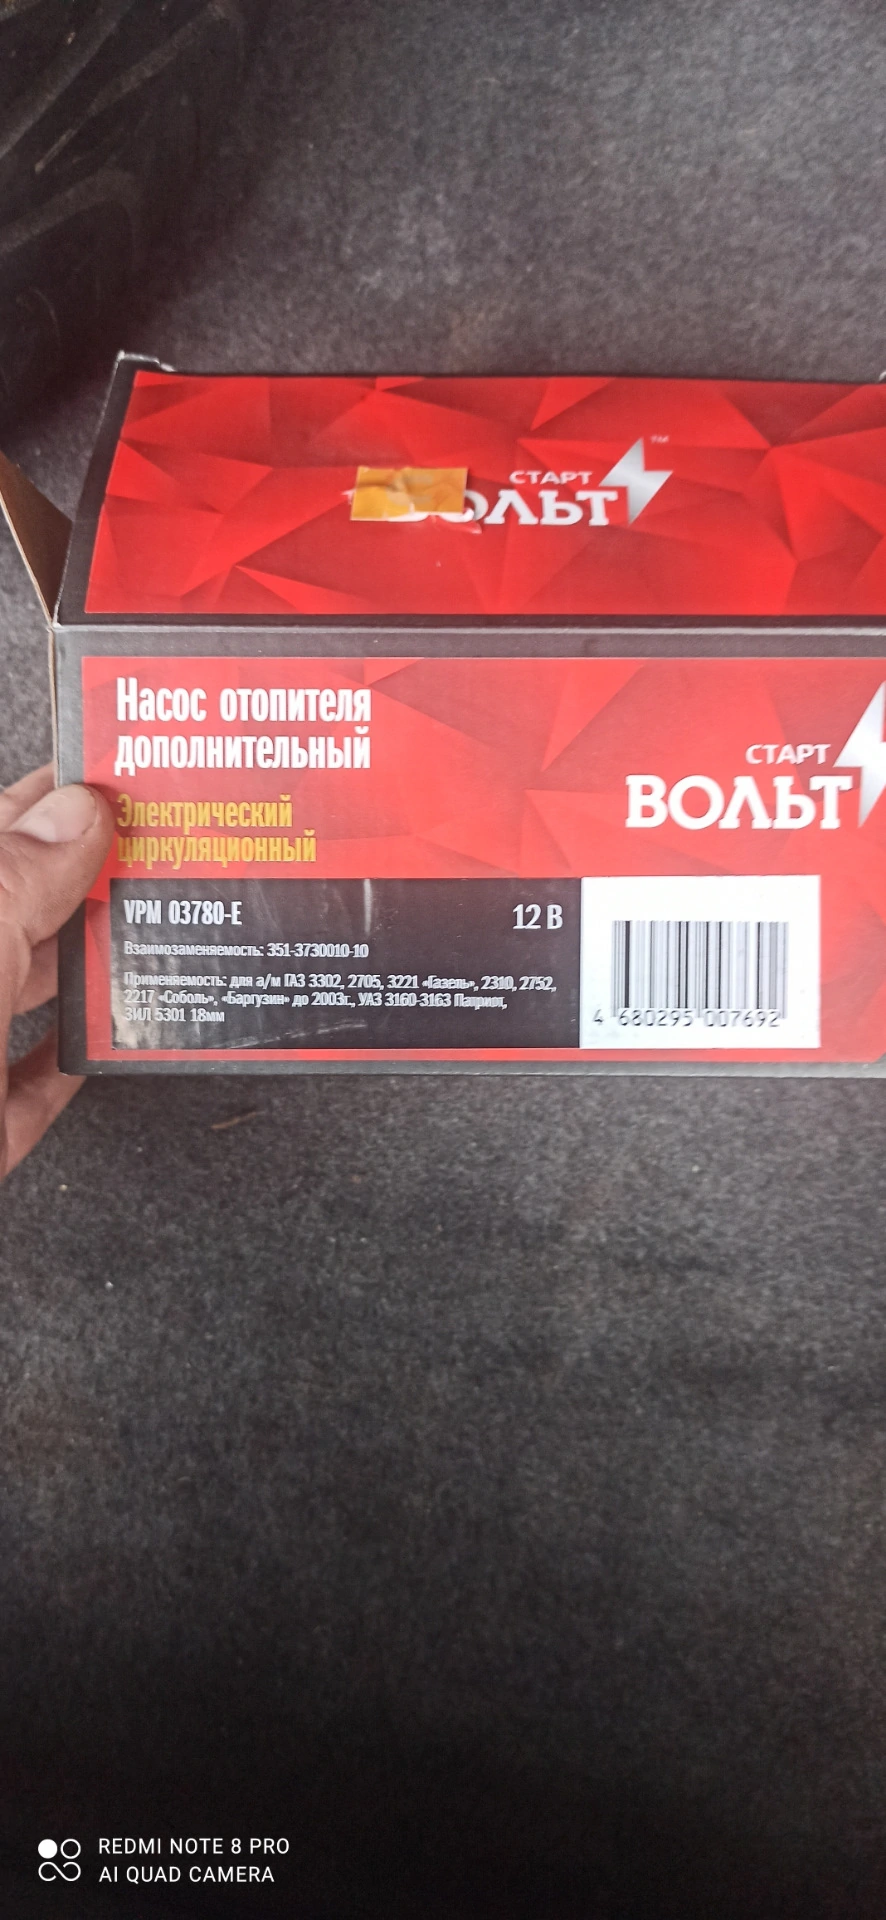 СТАРТ
ВОЛЬТ
TM
Насос отопителя
дополнительный
Электрический
циркуляционный
СТАРТ
ВОЛЬТ
VPM 03780-E
12 В
Взаимозаменяемость: 351-3730010-10
Применяемость: для а/м ГАЗ 3302, 2705, 3221 «Газель», 2310, 2752,
2217 «Соболь», «Баргузин» до 2003г., УАЗ 3160-3163 Патриот,
ЗИЛ 5301 18мм
4 680295 007692
REDMI NOTE 8 PRO
AI QUAD CAMERA